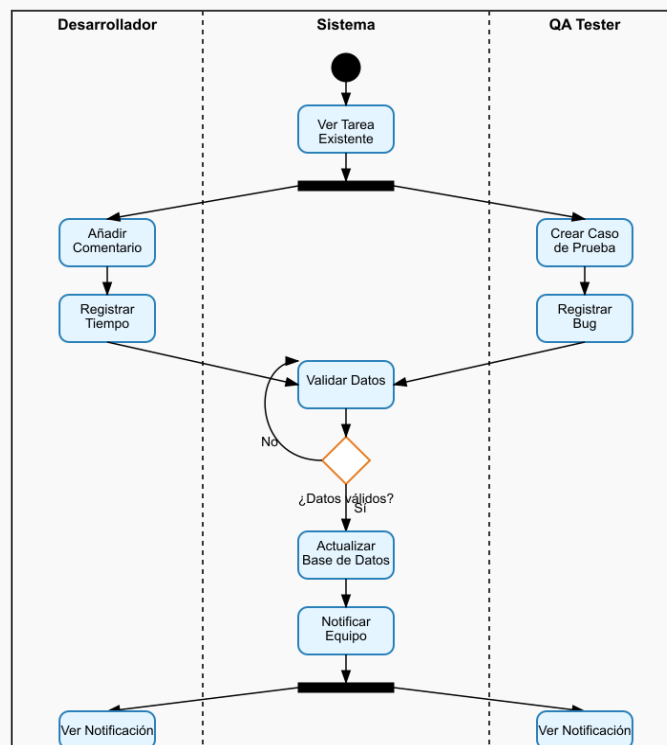 Desarrollador
Sistema
QA Tester
Ver Tarea
Existente
Añadir
Comentario
Crear Caso
de Prueba
Registrar
Tiempo
Registrar
Bug
Validar Datos
No
¿Datos válidos?
Sí
Actualizar
Base de Datos
Notificar
Equipo
Ver Notificación
Ver Notificación